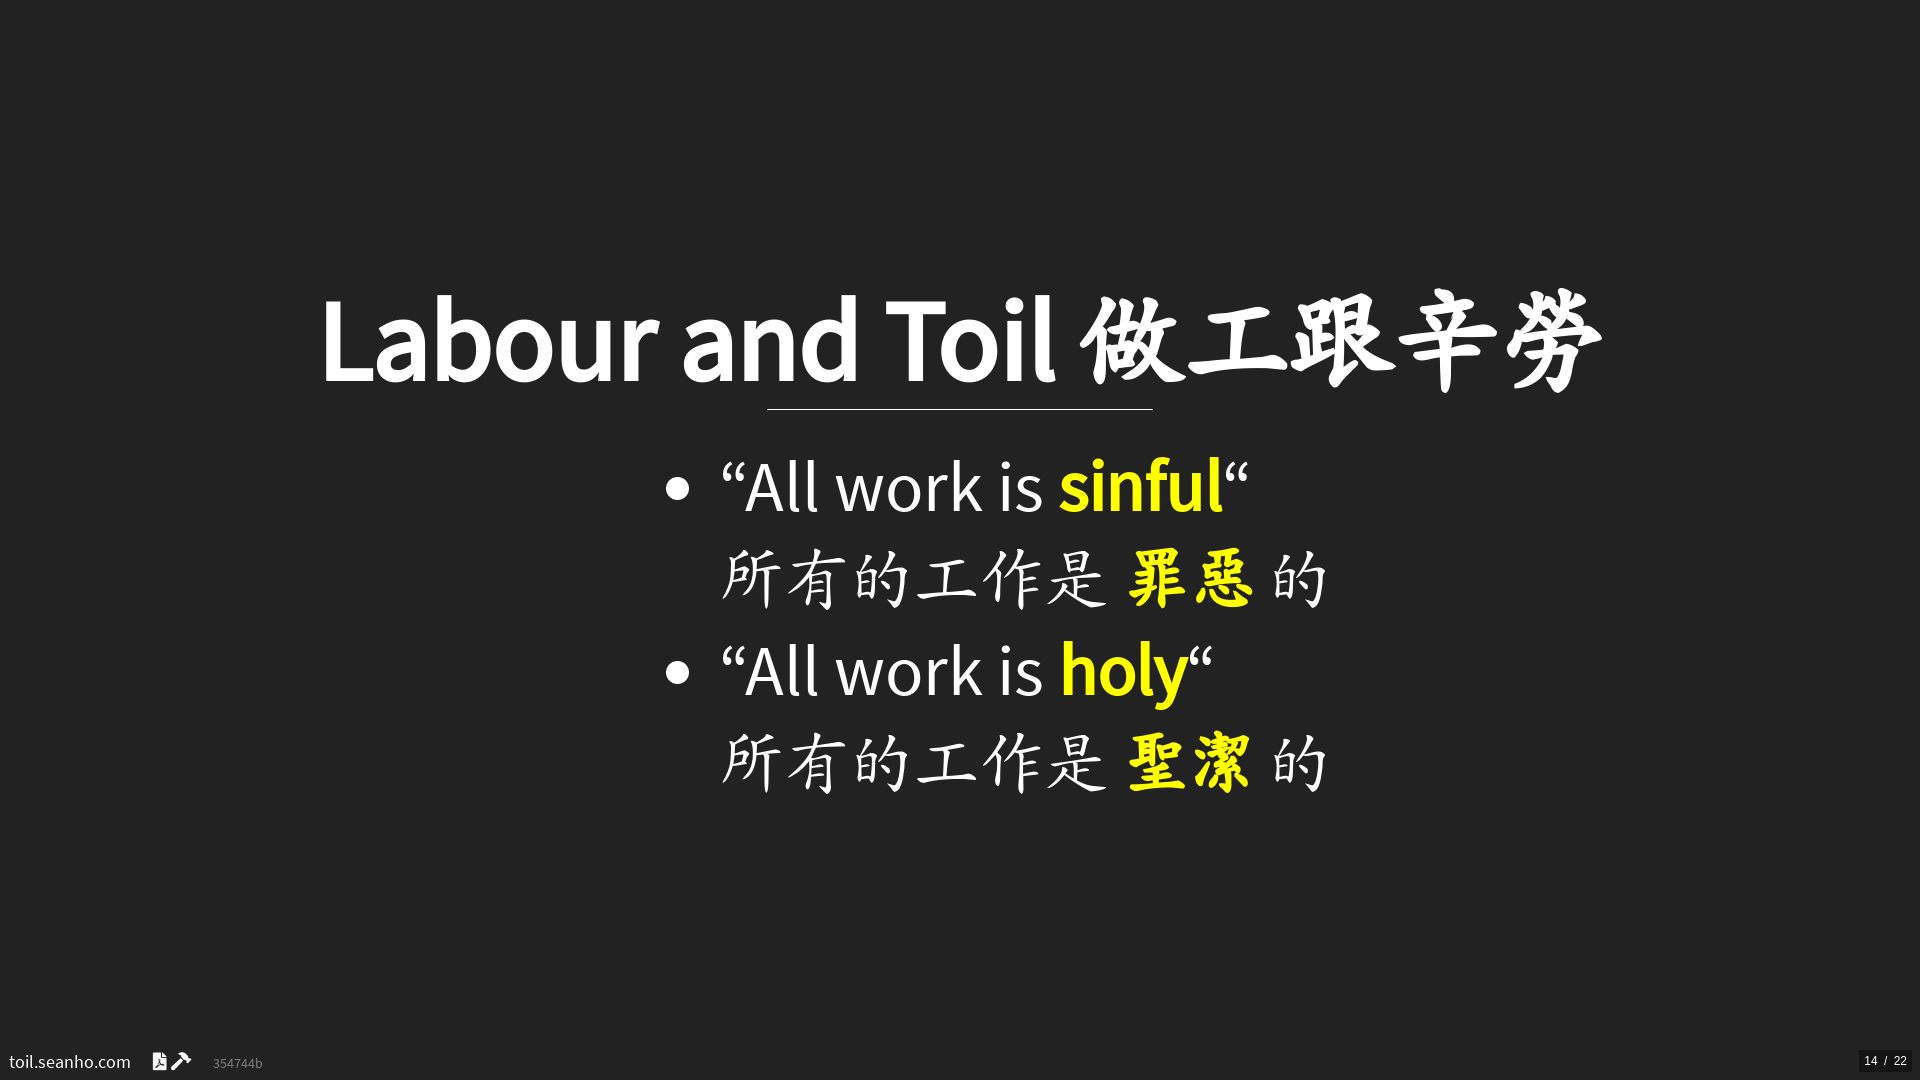 Labour and Toil 做工跟辛勞
“All work is sinful“
所有的工作是 罪惡 的
“All work is holy“
所有的工作是 聖潔 的
toil.seanho.com 354744b
14 / 22